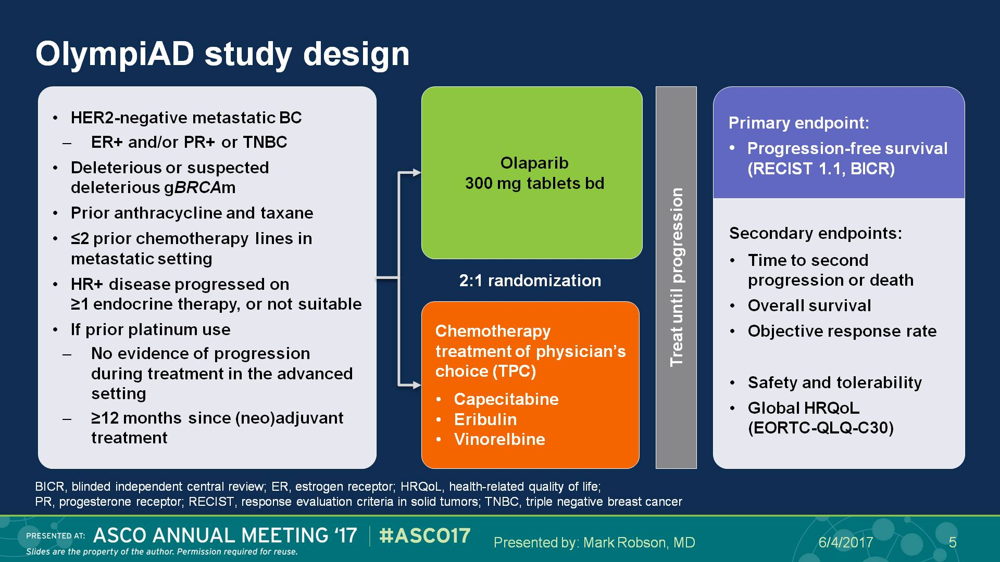 OlympiAD study design
• HER2-negative metastatic BC
– ER+ and/or PR+ or TNBC
• Deleterious or suspected
deleterious gBRCAm
• Prior anthracycline and taxane
• ≤2 prior chemotherapy lines in
metastatic setting
• HR+ disease progressed on
≥1 endocrine therapy, or not suitable
• If prior platinum use
– No evidence of progression
during treatment in the advanced
setting
– ≥12 months since (neo)adjuvant
treatment
Olaparib
300 mg tablets bd
2:1 randomization
Chemotherapy
treatment of physician’s
choice (TPC)
• Capecitabine
• Eribulin
• Vinorelbine
Treat until progression
Primary endpoint:
• Progression-free survival
(RECIST 1.1, BICR)
Secondary endpoints:
• Time to second
progression or death
• Overall survival
• Objective response rate
• Safety and tolerability
• Global HRQoL
(EORTC-QLQ-C30)
BICR, blinded independent central review; ER, estrogen receptor; HRQoL, health-related quality of life;
PR, progesterone receptor; RECIST, response evaluation criteria in solid tumors; TNBC, triple negative breast cancer
PRESENTED AT: ASCO ANNUAL MEETING ‘17 | #ASCO17
Slides are the property of the author. Permission required for reuse.
Presented by: Mark Robson, MD
6/4/2017
5